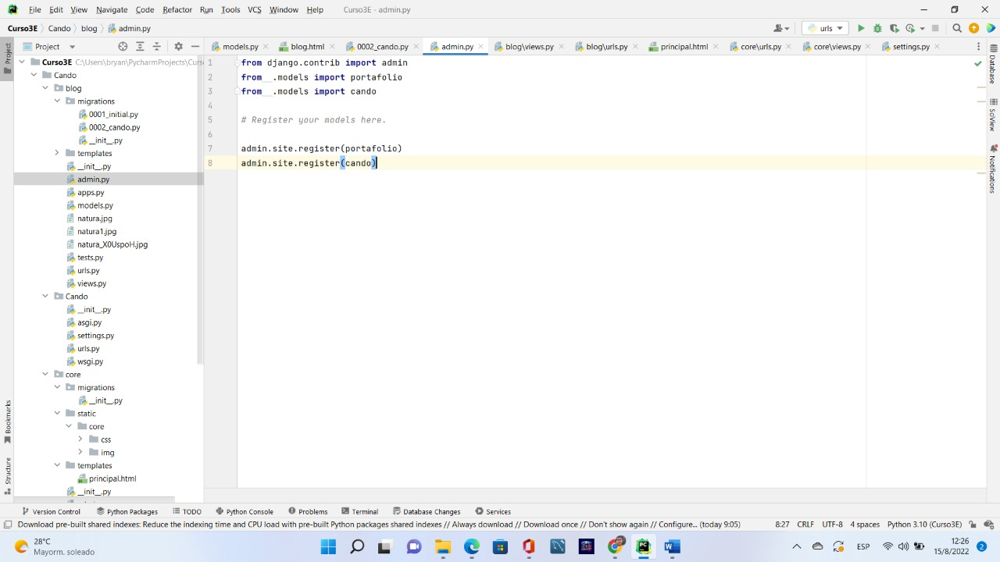 File Edit View Navigate Code Refactor Run Tools VCS Window Help Curso3E - admin.py
Curso3E Cando blog admin.py urls
Project models.py blog.html 0002_cando.py admin.py blog\views.py blog\urls.py principal.html core\urls.py core\views.py settings.py
Project
Bookmarks
Structure
Curso3E C:\Users\bryan\PycharmProjects\Curs
Cando
blog
migrations
0001_initial.py
0002_cando.py
__init__.py
templates
__init__.py
admin.py
apps.py
models.py
natura.jpg
natura1.jpg
natura_X0UspoH.jpg
tests.py
urls.py
views.py
Cando
__init__.py
asgi.py
settings.py
urls.py
wsgi.py
core
migrations
__init__.py
static
core
css
img
templates
principal.html
__init__.py
1 from django.contrib import admin
2 from .models import portafolio
3 from .models import cando
4
5 # Register your models here.
6
7 admin.site.register(portafolio)
8 admin.site.register(cando)
Database
SciView
Notifications
Version Control Python Packages TODO Python Console Problems Terminal Database Changes Services
Download pre-built shared indexes: Reduce the indexing time and CPU load with pre-built Python packages shared indexes // Always download // Download once // Don't show again // Configure... (today 9:05) 8:27 CRLF UTF-8 4 spaces Python 3.10 (Curso3E)
28°C
Mayorm. soleado
ESP
12:26
15/8/2022
2